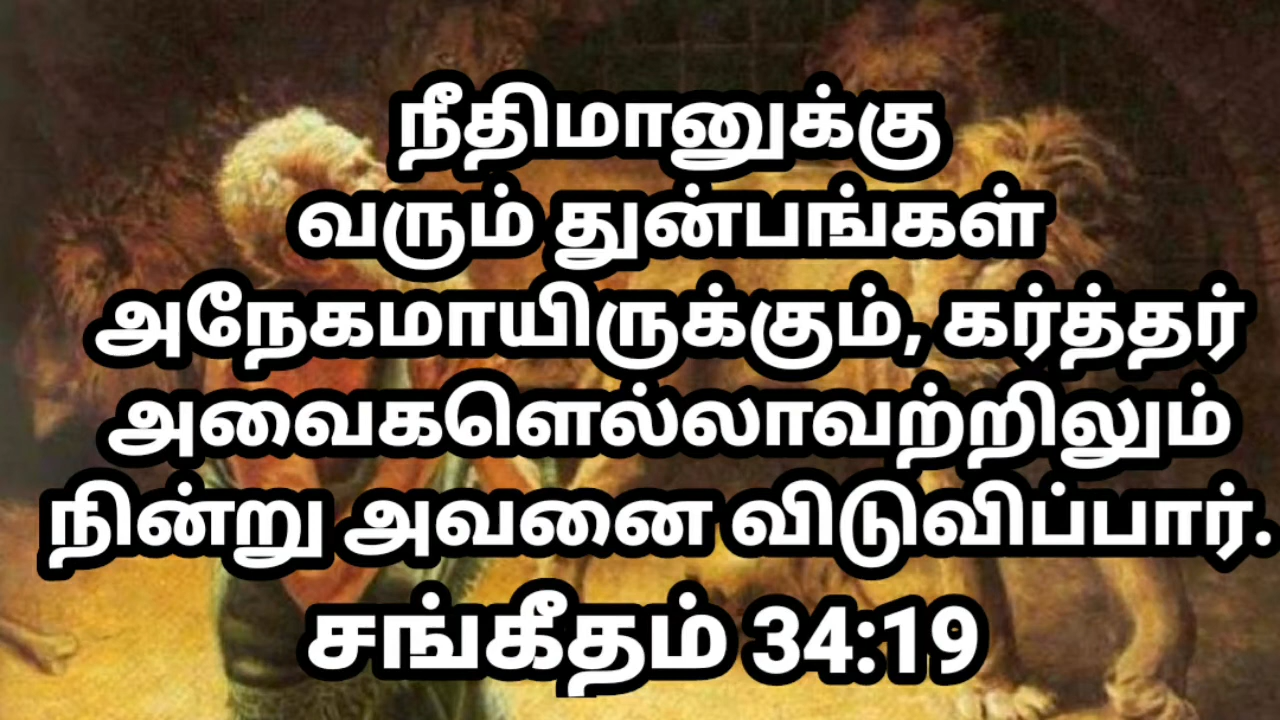 நீதிமானுக்கு
வரும் துன்பங்கள்
அநேகமாயிருக்கும், கர்த்தர்
அவைகளெல்லாவற்றிலும்
நின்று அவனை விடுவிப்பார்.
சங்கீதம் 34:19